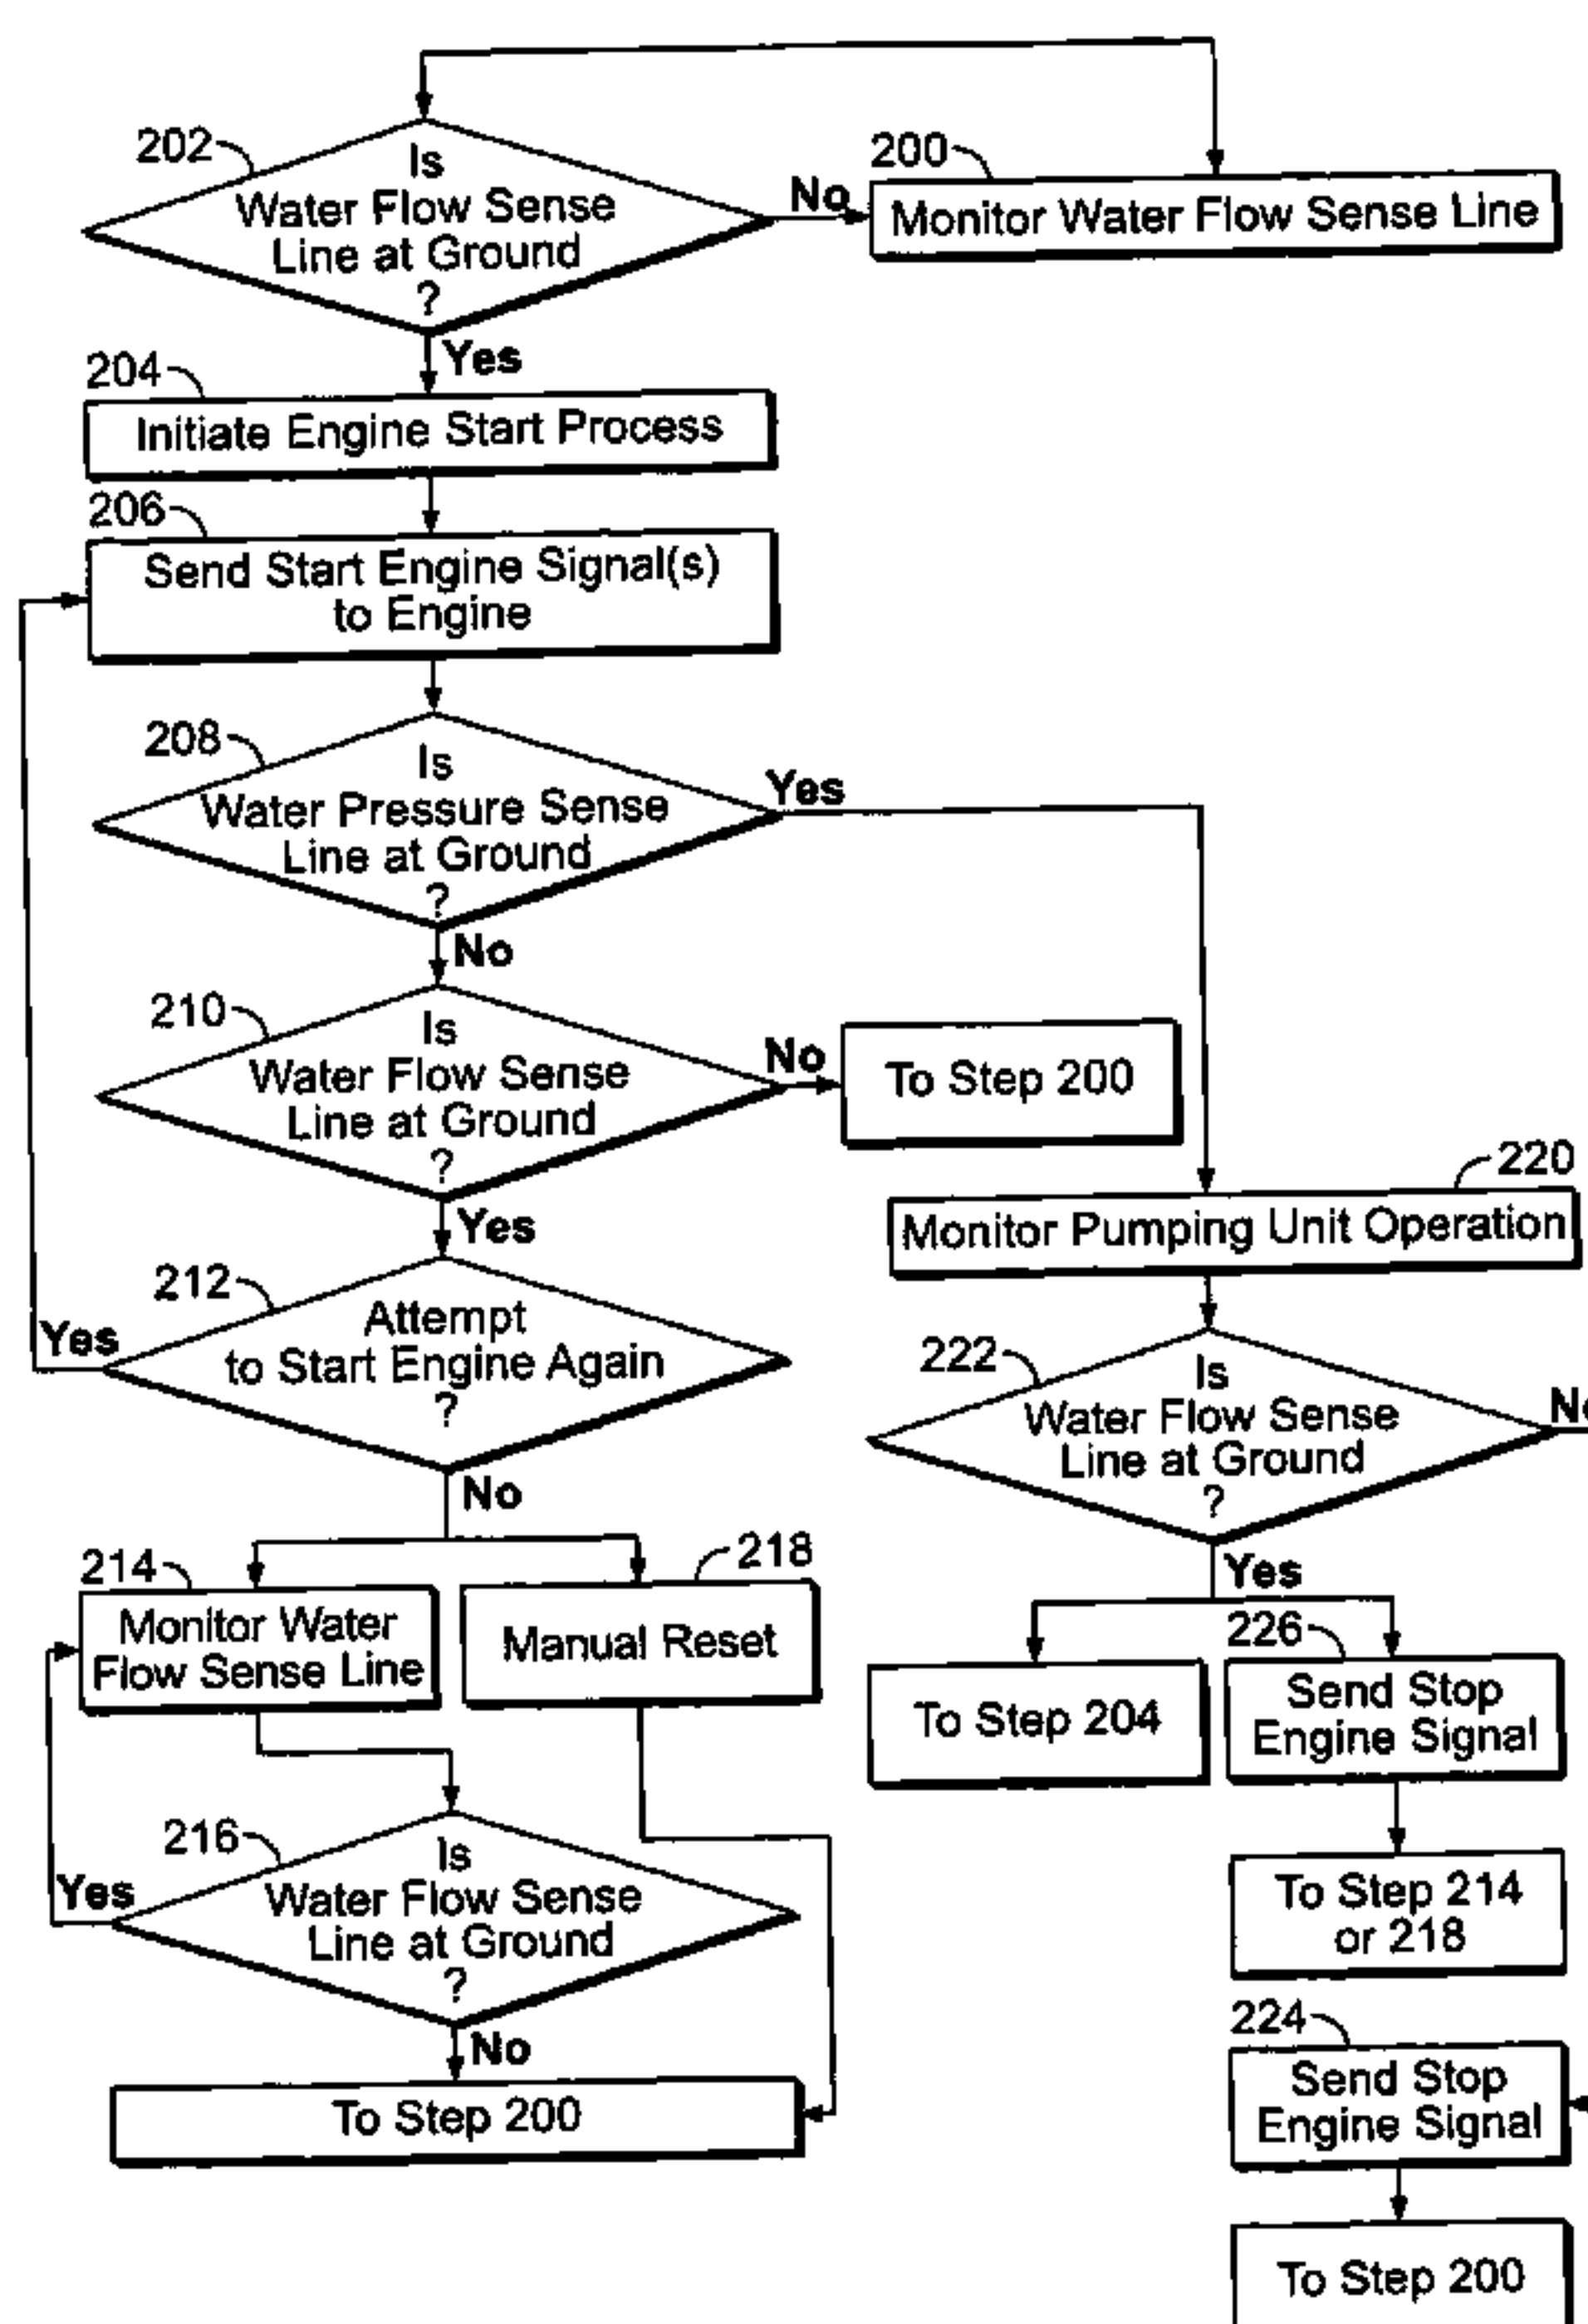 202
Is
Water Flow Sense
Line at Ground
?
No
200
Monitor Water Flow Sense Line
Yes
204
Initiate Engine Start Process
206
Send Start Engine Signal(s)
to Engine
208
Is
Water Pressure Sense
Line at Ground
?
Yes
No
210
Is
Water Flow Sense
Line at Ground
?
No
To Step 200
Yes
220
Monitor Pumping Unit Operation
212
Attempt
to Start Engine Again
?
Yes
No
222
Is
Water Flow Sense
Line at Ground
?
No
Yes
214
Monitor Water
Flow Sense Line
218
Manual Reset
To Step 204
226
Send Stop
Engine Signal
216
Is
Water Flow Sense
Line at Ground
?
Yes
No
To Step 200
To Step 214
or 218
224
Send Stop
Engine Signal
To Step 200